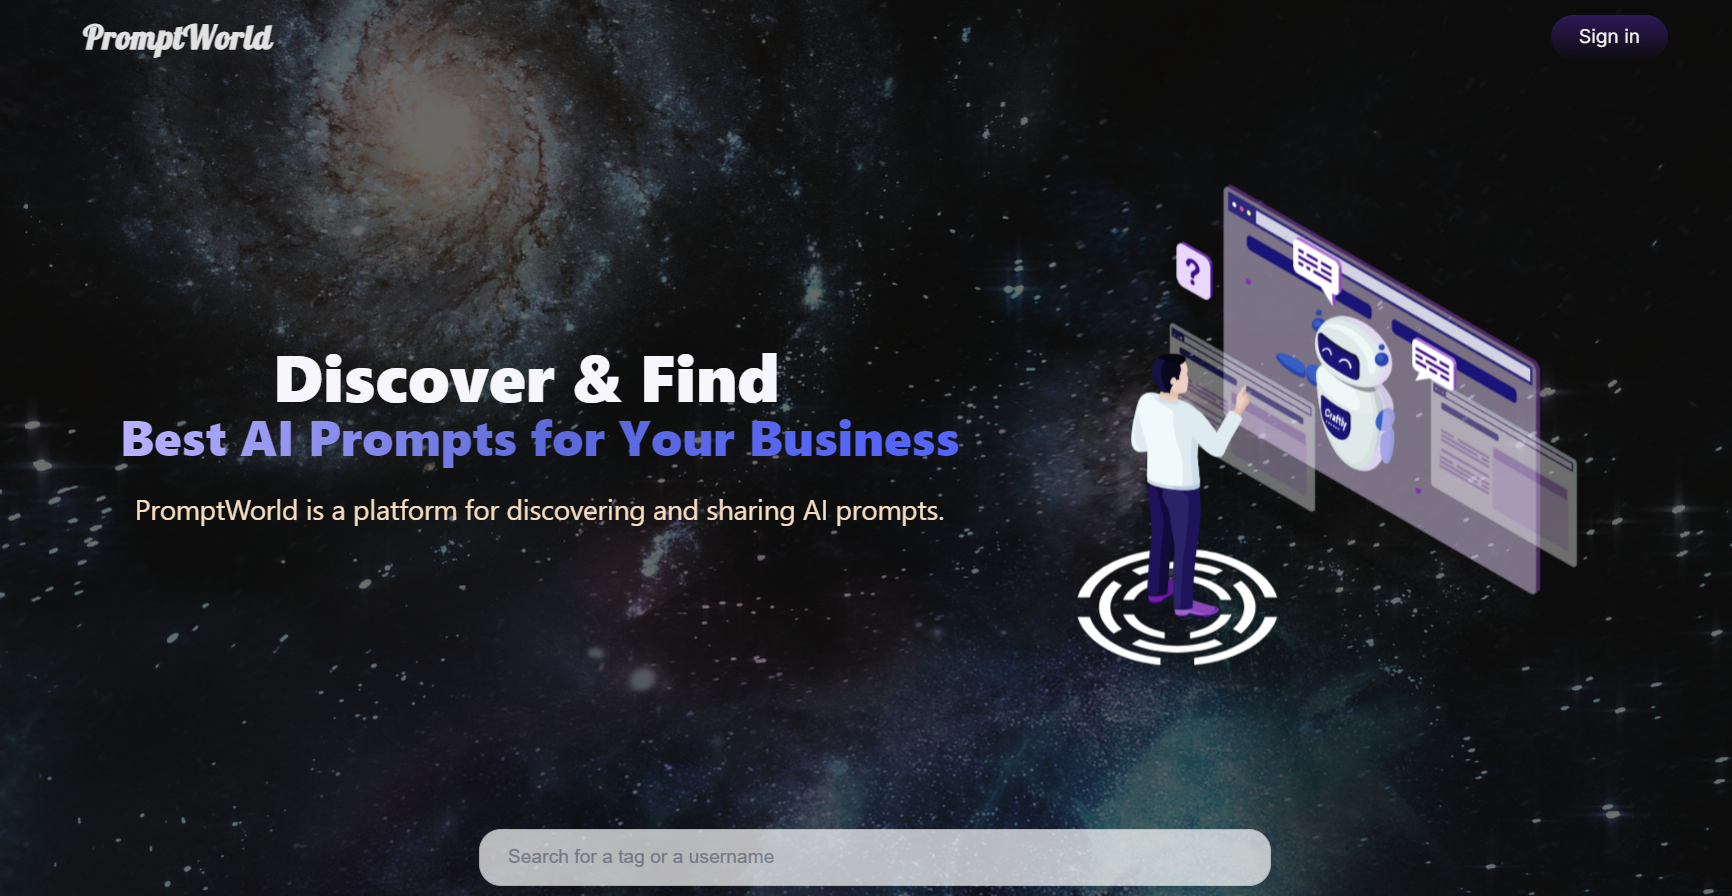 PromptWorld
Sign in
?
Craftly
Discover & Find
Best AI Prompts for Your Business
PromptWorld is a platform for discovering and sharing AI prompts.
Search for a tag or a username